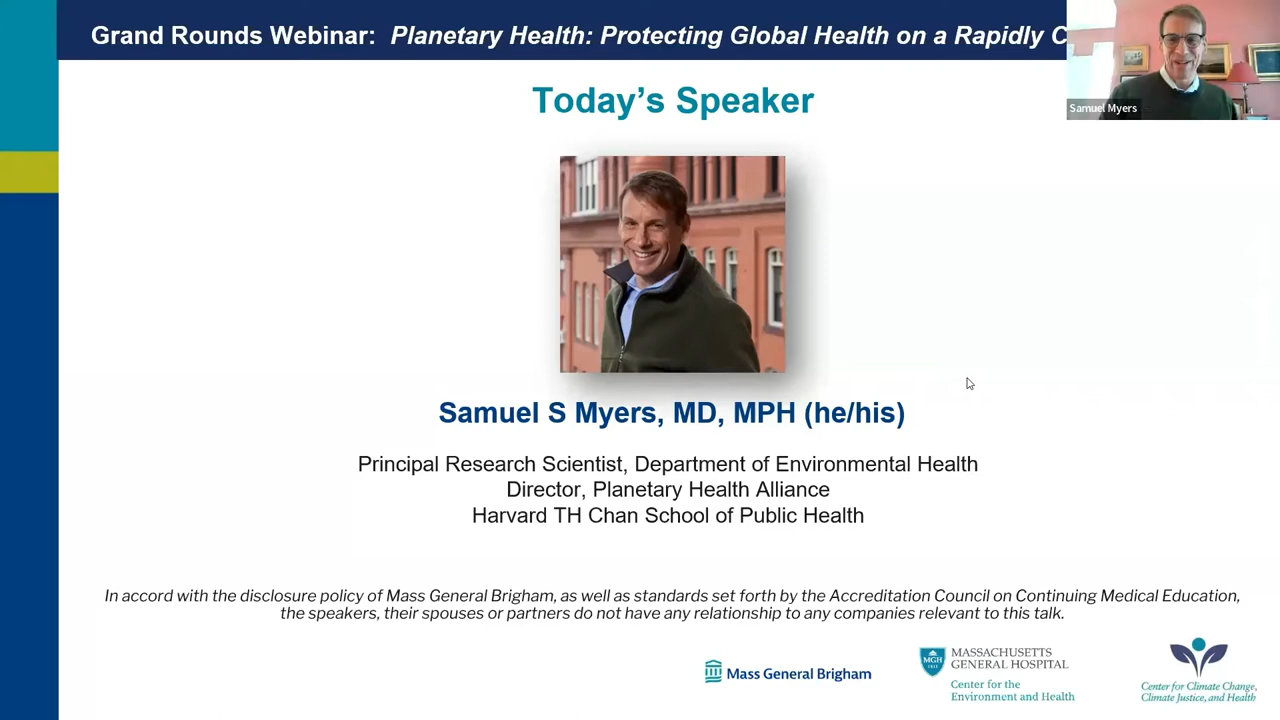 Grand Rounds Webinar: Planetary Health: Protecting Global Health on a Rapidly C
Samuel Myers
Today's Speaker
Samuel S Myers, MD, MPH (he/his)
Principal Research Scientist, Department of Environmental Health
Director, Planetary Health Alliance
Harvard TH Chan School of Public Health
In accord with the disclosure policy of Mass General Brigham, as well as standards set forth by the Accreditation Council on Continuing Medical Education,
the speakers, their spouses or partners do not have any relationship to any companies relevant to this talk.
Mass General Brigham
MGH
1811
MASSACHUSETTS
GENERAL HOSPITAL
Center for the
Environment and Health
Center for Climate Change,
Climate Justice, and Health